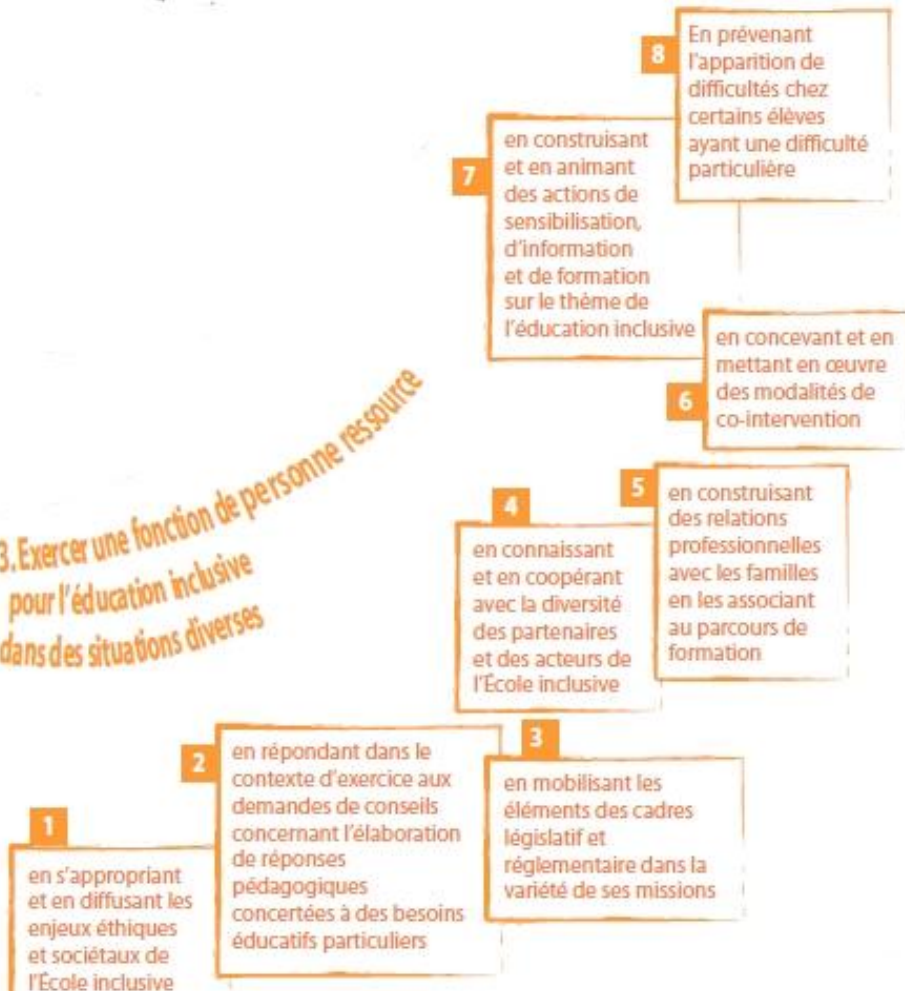 8
En prévenant
l'apparition de
difficultés chez
certains élèves
ayant une difficulté
particulière
7
en construisant
et en animant
des actions de
sensibilisation,
d'information
et de formation
sur le thème de
l'éducation inclusive
6
en concevant et en
mettant en œuvre
des modalités de
co-intervention
3. Exercer une fonction de personne ressource
pour l'éducation inclusive
dans des situations diverses
4
en connaissant
et en coopérant
avec la diversité
des partenaires
et des acteurs de
l'École inclusive
5
en construisant
des relations
professionnelles
avec les familles
en les associant
au parcours de
formation
2
en répondant dans le
contexte d'exercice aux
demandes de conseils
concernant l'élaboration
de réponses
pédagogiques
concertées à des besoins
éducatifs particuliers
3
en mobilisant les
éléments des cadres
législatif et
réglementaire dans la
variété de ses missions
1
en s'appropriant
et en diffusant les
enjeux éthiques
et sociétaux de
l'École inclusive